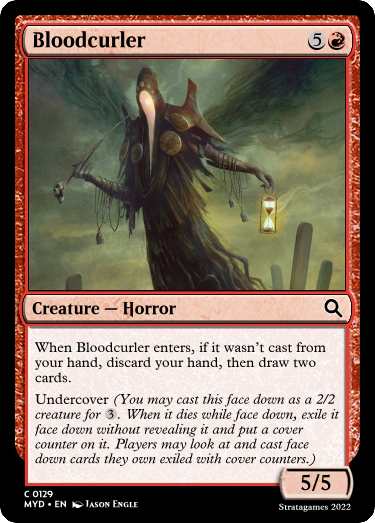 Bloodcurler 5
Creature — Horror
When Bloodcurler enters, if it wasn't cast from
your hand, discard your hand, then draw two
cards.
Undercover (You may cast this face down as a 2/2
creature for 3. When it dies while face down, exile it
face down without revealing it and put a cover
counter on it. Players may look at and cast face
down cards they own exiled with cover counters.)
5/5
C 0129
MYD • EN Jason Engle
Stratagames 2022